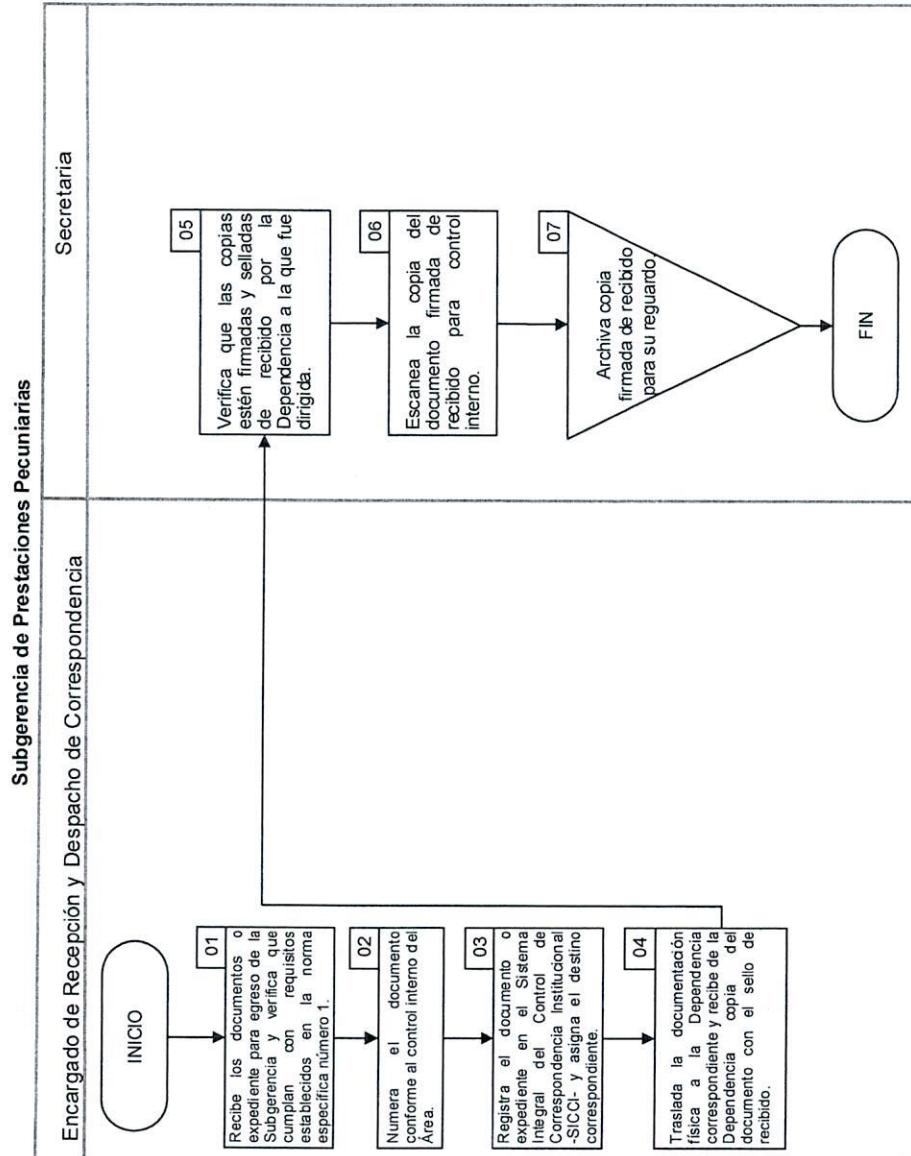 Subgerencia de Prestaciones Pecuniarias
Encargado de Recepción y Despacho de Correspondencia
INICIO
01
Recibe los documentos o
expediente para egreso de la
Subgerencia y verifica que
cumplan con requisitos
establecidos en la norma
específica número 1.
02
Numera el documento
conforme al control interno del
Área.
03
Registra el documento o
expediente en el Sistema
Integral del Control de
Correspondencia Institucional
-SICCI- y asigna el destino
correspondiente.
04
Traslada la documentación
física a la Dependencia
correspondiente y recibe de la
Dependencia copia del
documento con el sello de
recibido.
Secretaria
05
Verifica que las copias
estén firmadas y selladas
de recibido por la
Dependencia a la que fue
dirigida.
06
Escanea la copia del
documento firmada de
recibido para control
interno.
07
Archiva copia
firmada de recibido
para su reguardo.
FIN